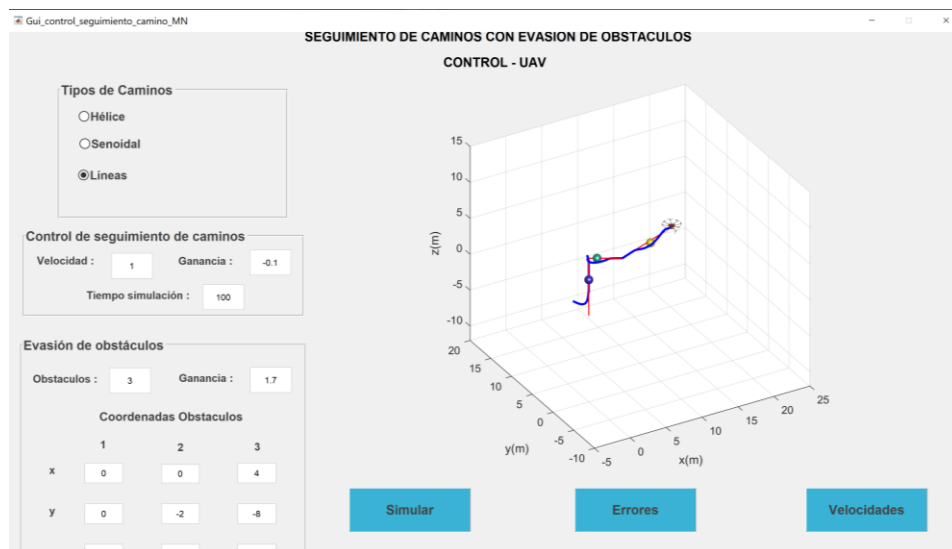 Gui_control_seguimiento_camino_MN
SEGUIMIENTO DE CAMINOS CON EVASION DE OBSTACULOS
CONTROL - UAV
Tipos de Caminos
Hélice
Senoidal
Líneas
Control de seguimiento de caminos
Velocidad : 1 Ganancia : -0.1
Tiempo simulación : 100
Evasión de obstáculos
Obstaculos : 3 Ganancia : 1.7
Coordenadas Obstaculos
1 2 3
x 0 0 4
y 0 -2 -8
15
10
5
0
-5
-10
z(m)
20
15
10
5
0
-5
-10
y(m)
-5
0
5
10
15
20
25
x(m)
Simular Errores Velocidades